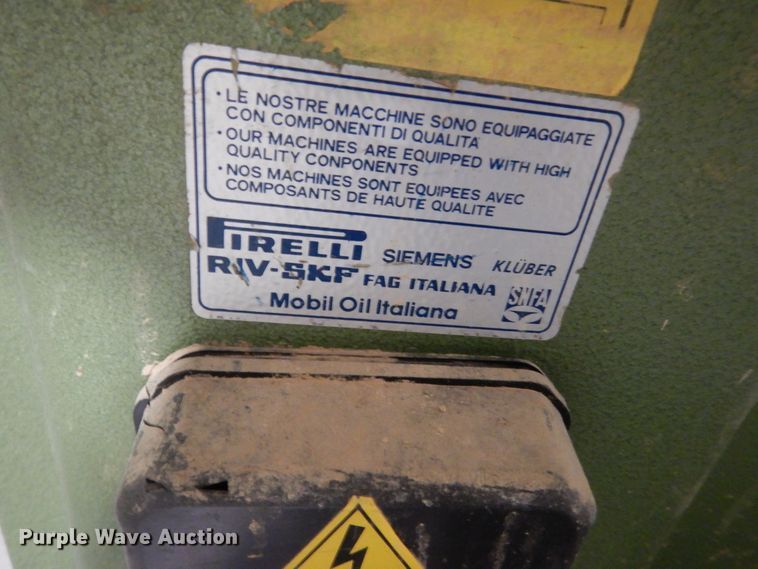 • LE NOSTRE MACCHINE SONO EQUIPAGGIATE
CON COMPONENTI DI QUALITA'
• OUR MACHINES ARE EQUIPPED WITH HIGH
QUALITY CONPONENTS
• NOS MACHINES SONT EQUIPEES AVEC
COMPOSANTS DE HAUTE QUALITE
PIRELLI SIEMENS KLÜBER
RIV-SKF FAG ITALIANA SNFA
Mobil Oil Italiana
Purple Wave Auction